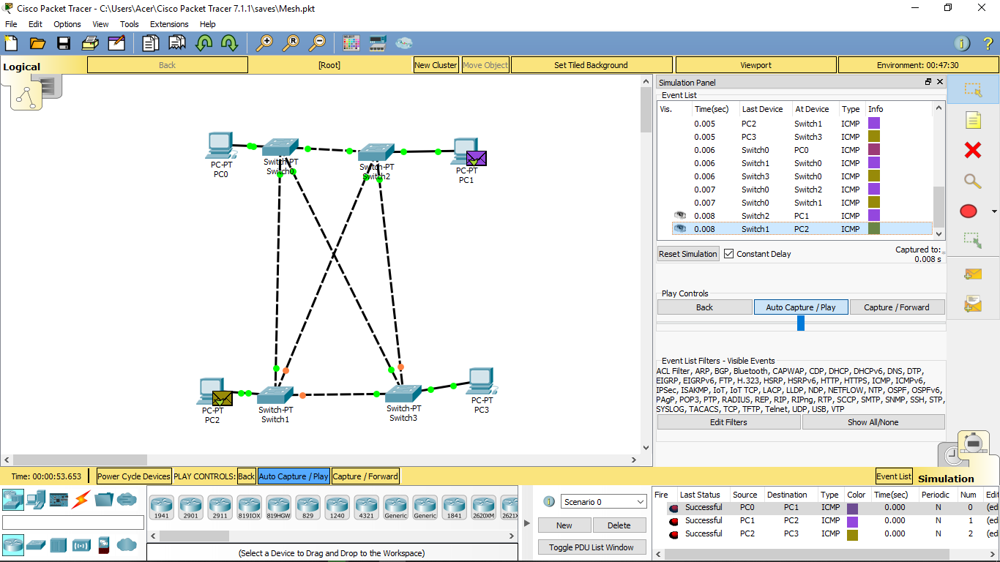 Cisco Packet Tracer - C:\Users\Acer\Cisco Packet Tracer 7.1.1\saves\Mesh.pkt
File Edit Options View Tools Extensions Help
Logical
Back
[Root]
New Cluster
Move Object
Set Tiled Background
Viewport
Environment: 00:47:30
PC-PT
PC0
Switch-PT
Switch0
Switch-PT
Switch2
PC-PT
PC1
PC-PT
PC2
Switch-PT
Switch1
Switch-PT
Switch3
PC-PT
PC3
Simulation Panel
Event List
Vis. Time(sec) Last Device At Device Type Info
0.005 PC2 Switch1 ICMP
0.005 PC3 Switch3 ICMP
0.006 Switch0 PC0 ICMP
0.006 Switch1 Switch0 ICMP
0.006 Switch3 Switch0 ICMP
0.007 Switch0 Switch2 ICMP
0.007 Switch0 Switch1 ICMP
0.008 Switch2 PC1 ICMP
0.008 Switch1 PC2 ICMP
Reset Simulation
Constant Delay
Captured to:
0.008 s
Play Controls
Back
Auto Capture / Play
Capture / Forward
Event List Filters - Visible Events
ACL Filter, ARP, BGP, Bluetooth, CAPWAP, CDP, DHCP, DHCPv6, DNS, DTP,
EIGRP, EIGRPv6, FTP, H.323, HSRP, HSRPv6, HTTP, HTTPS, ICMP, ICMPv6,
IPSec, ISAKMP, IoT, IoT TCP, LACP, LLDP, NDP, NETFLOW, NTP, OSPF, OSPFv6,
PAgP, POP3, PTP, RADIUS, REP, RIP, RIPng, RTP, SCCP, SMTP, SNMP, SSH, STP,
SYSLOG, TACACS, TCP, TFTP, Telnet, UDP, USB, VTP
Edit Filters
Show All/None
Time: 00:00:53.653
Power Cycle Devices
PLAY CONTROLS:
Back
Auto Capture / Play
Capture / Forward
Event List
Simulation
1941 2901 2911 819IOX 819HGW 829 1240 4321 Generic Generic 1841 2620XM 2621X
(Select a Device to Drag and Drop to the Workspace)
Scenario 0
New
Delete
Toggle PDU List Window
Fire Last Status Source Destination Type Color Time(sec) Periodic Num Edit
Successful PC0 PC1 ICMP 0.000 N 0 (ed
Successful PC1 PC2 ICMP 0.000 N 1 (ed
Successful PC2 PC3 ICMP 0.000 N 2 (ed